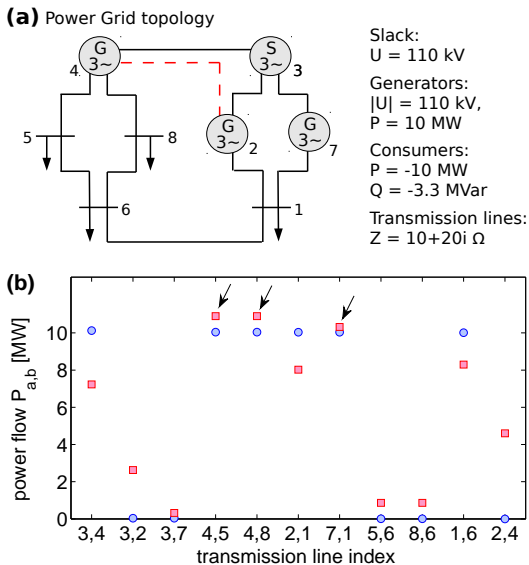 (a) Power Grid topology
G
3~
4
S
3~
3
G
3~
2
G
3~
7
5
8
6
1
Slack:
U = 110 kV
Generators:
|U| = 110 kV,
P = 10 MW
Consumers:
P = -10 MW
Q = -3.3 MVar
Transmission lines:
Z = 10+20i Ω
(b)
power flow P a,b [MW]
10
8
6
4
2
0
3,4 3,2 3,7 4,5 4,8 2,1 7,1 5,6 8,6 1,6 2,4
transmission line index